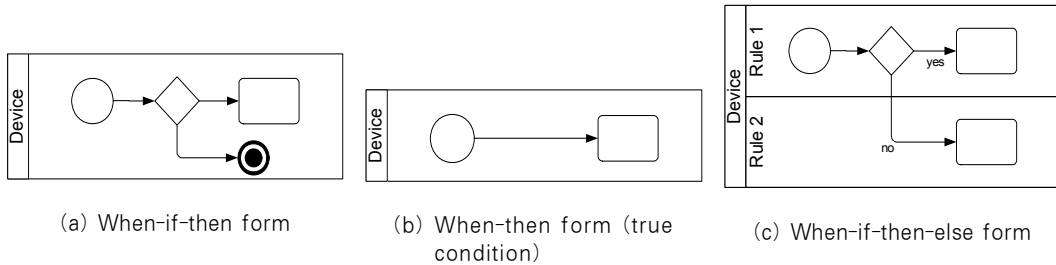 Device
(a) When-if-then form
Device
(b) When-then form (true
condition)
Device
Rule 1
Rule 2
yes
no
(c) When-if-then-else form